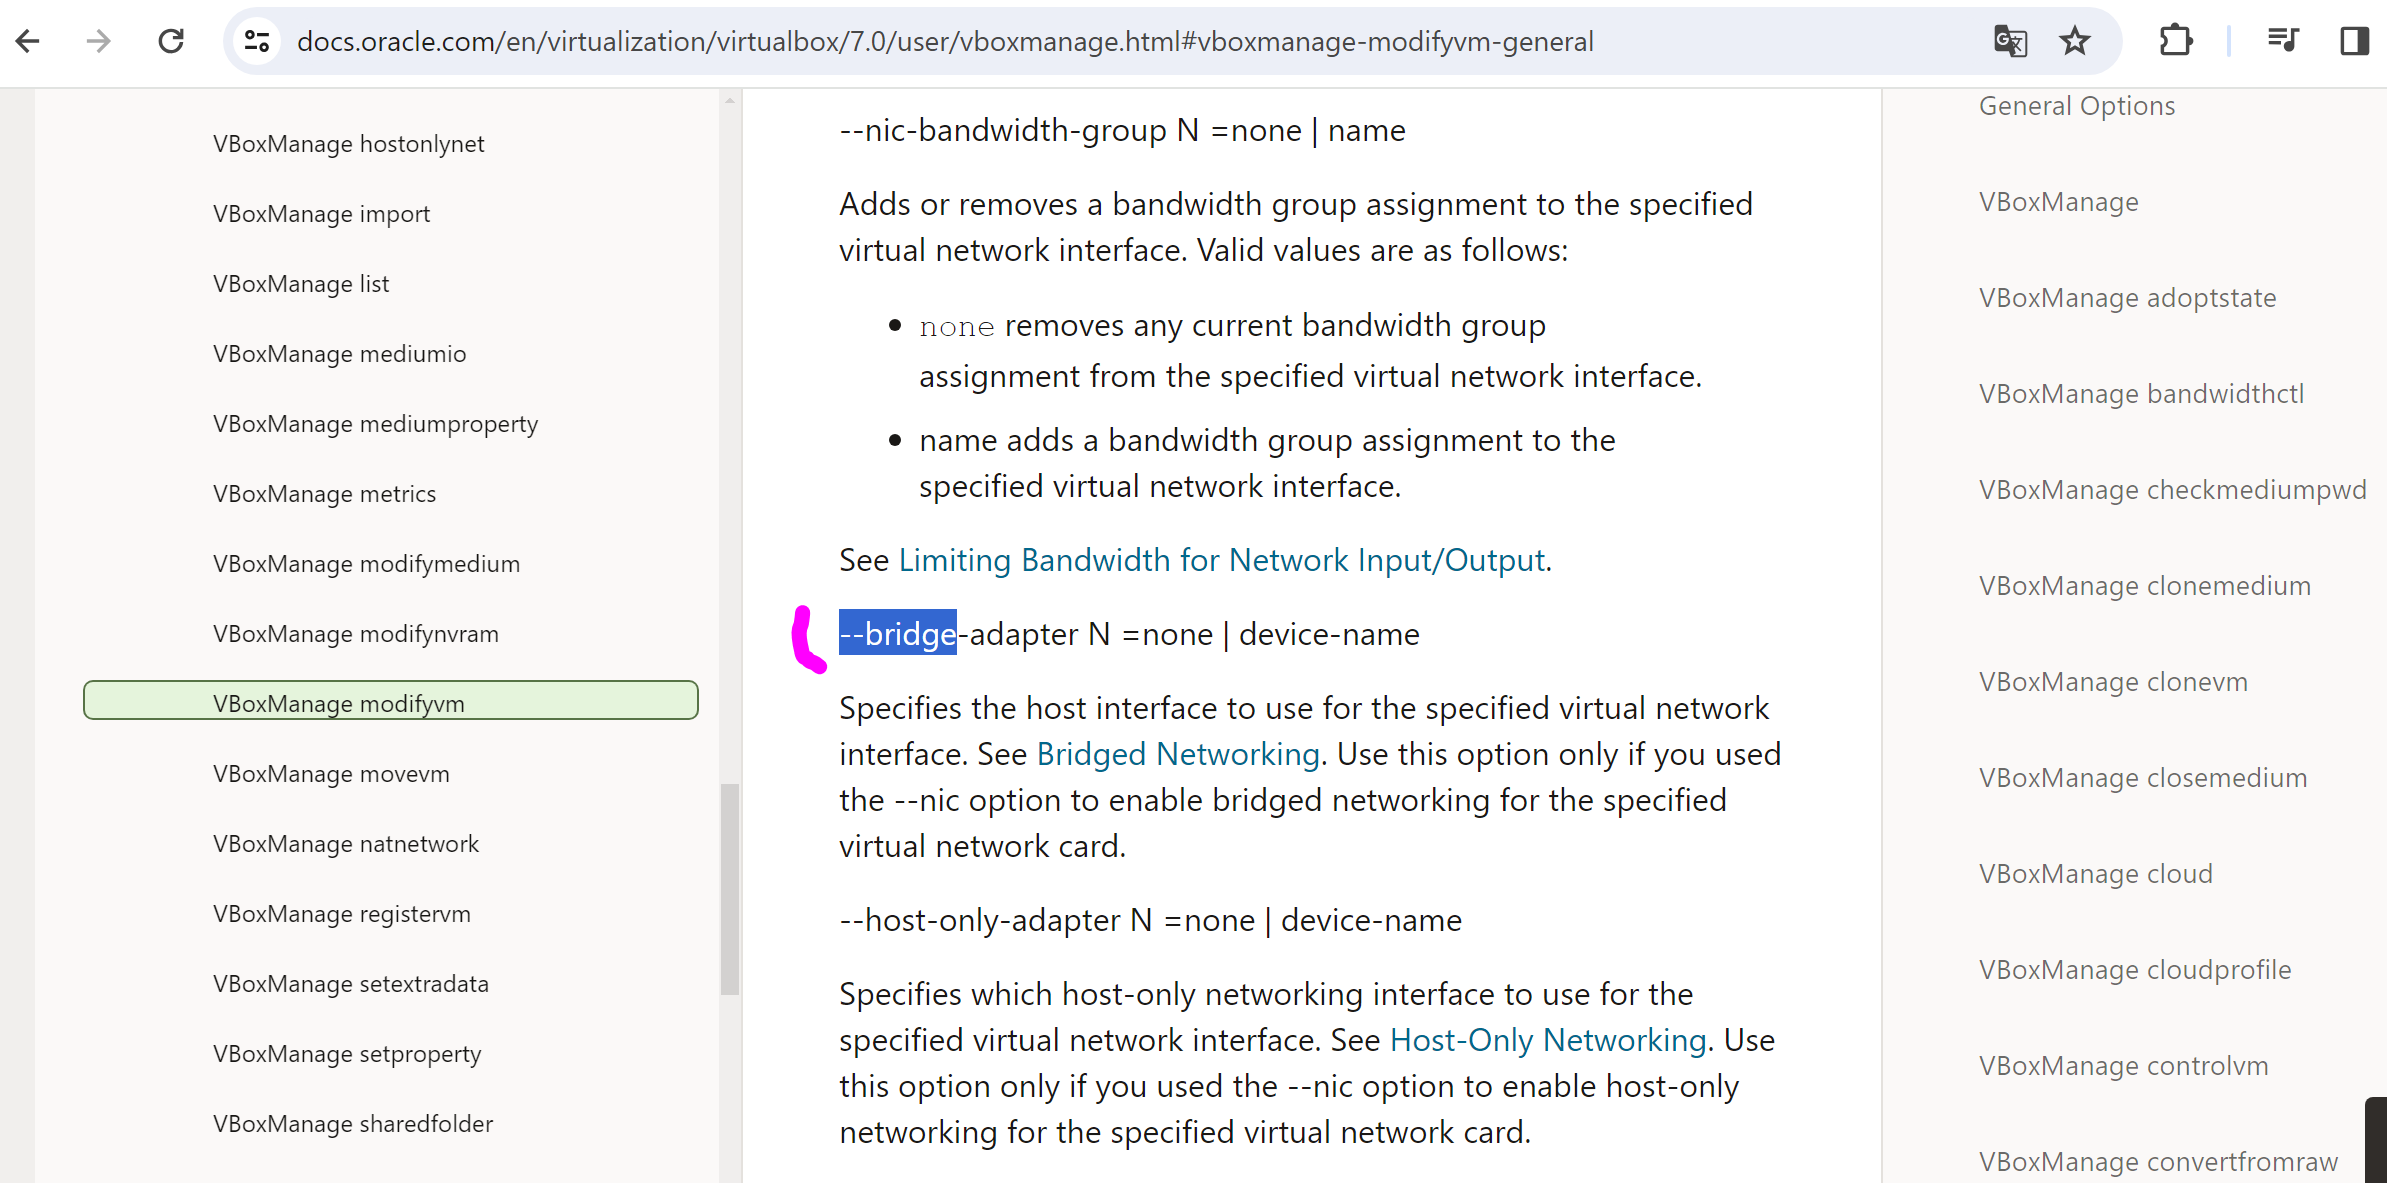 docs.oracle.com/en/virtualization/virtualbox/7.0/user/vboxmanage.html#vboxmanage-modifyvm-general
VBoxManage hostonlynet
VBoxManage import
VBoxManage list
VBoxManage mediumio
VBoxManage mediumproperty
VBoxManage metrics
VBoxManage modifymedium
VBoxManage modifynvram
VBoxManage modifyvm
VBoxManage movevm
VBoxManage natnetwork
VBoxManage registervm
VBoxManage setextradata
VBoxManage setproperty
VBoxManage sharedfolder
--nic-bandwidth-group N =none | name
Adds or removes a bandwidth group assignment to the specified
virtual network interface. Valid values are as follows:
• none removes any current bandwidth group
assignment from the specified virtual network interface.
• name adds a bandwidth group assignment to the
specified virtual network interface.
See Limiting Bandwidth for Network Input/Output.
--bridge-adapter N =none | device-name
Specifies the host interface to use for the specified virtual network
interface. See Bridged Networking. Use this option only if you used
the --nic option to enable bridged networking for the specified
virtual network card.
--host-only-adapter N =none | device-name
Specifies which host-only networking interface to use for the
specified virtual network interface. See Host-Only Networking. Use
this option only if you used the --nic option to enable host-only
networking for the specified virtual network card.
General Options
VBoxManage
VBoxManage adoptstate
VBoxManage bandwidthctl
VBoxManage checkmediumpwd
VBoxManage clonemedium
VBoxManage clonevm
VBoxManage closemedium
VBoxManage cloud
VBoxManage cloudprofile
VBoxManage controlvm
VBoxManage convertfromraw